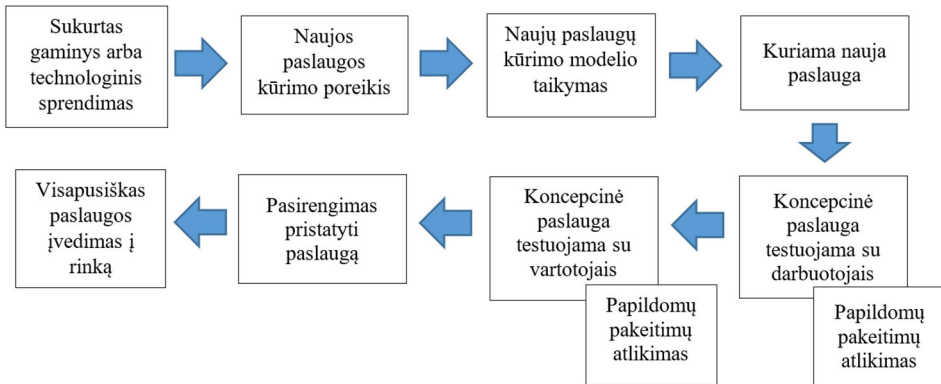 Sukurtas
gaminys arba
technologinis
sprendimas
Naujos
paslaugos
kūrimo poreikis
Naujų paslaugų
kūrimo modelio
taikymas
Kuriama nauja
paslauga
Koncepcinė
paslauga
testuojama su
darbuotojais
Papildomų
pakeitimų
atlikimas
Koncepcinė
paslauga
testuojama su
vartotojais
Papildomų
pakeitimų
atlikimas
Pasirengimas
pristatyti
paslaugą
Visapusiškas
paslaugos
įvedimas į
rinką